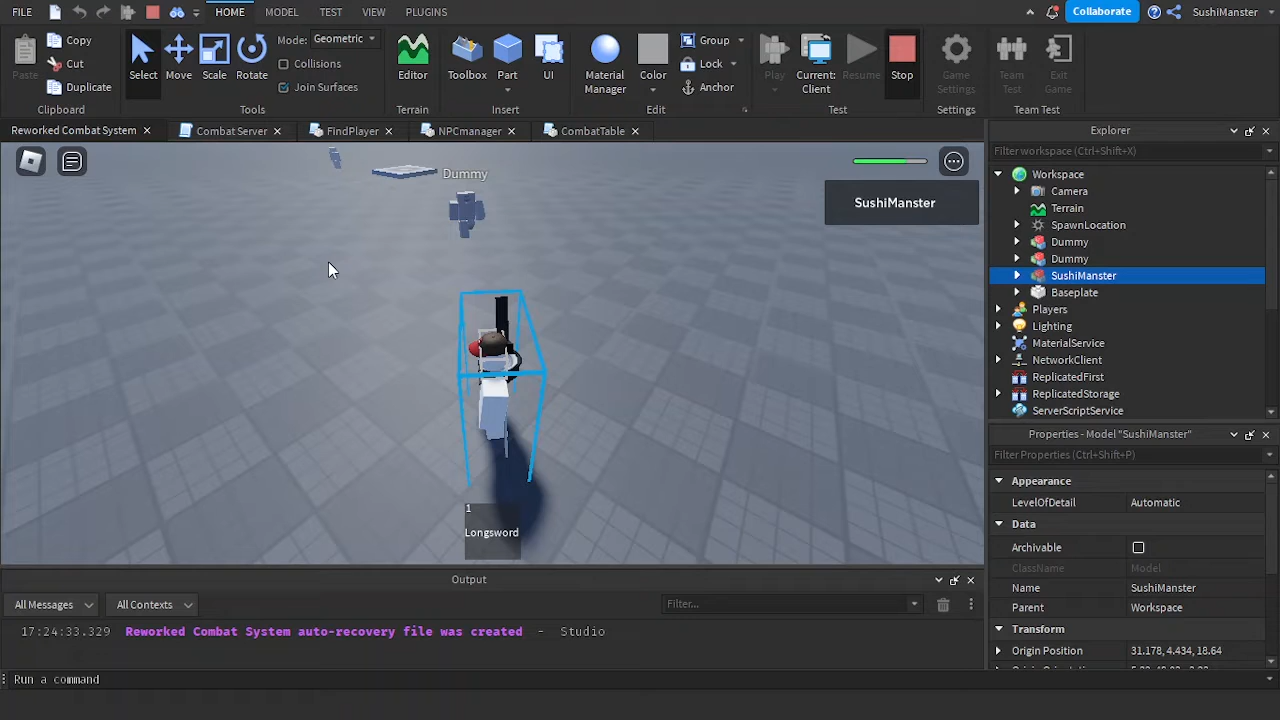 FILE HOME MODEL TEST VIEW PLUGINS Collaborate SushiManster
Paste Copy Cut Duplicate Select Move Scale Rotate Mode: Geometric Collisions Join Surfaces Editor Toolbox Part UI Material Manager Color Group Lock Anchor Play Current: Client Resume Stop Game Settings Team Test Exit Game
Clipboard Tools Terrain Insert Edit Test Settings Team Test
Reworked Combat System Combat Server FindPlayer NPCmanager CombatTable
Explorer
Filter workspace (Ctrl+Shift+X)
Workspace
Camera
Terrain
SpawnLocation
Dummy
Dummy
SushiManster
Baseplate
Players
Lighting
MaterialService
NetworkClient
ReplicatedFirst
ReplicatedStorage
ServerScriptService
Dummy
SushiManster
1
Longsword
Properties - Model "SushiManster"
Filter Properties (Ctrl+Shift+P)
Appearance
LevelOfDetail Automatic
Data
Archivable
ClassName Model
Name SushiManster
Parent Workspace
Transform
Origin Position 31.178, 4.434, 18.64
Output
All Messages All Contexts Filter...
17:24:33.329 Reworked Combat System auto-recovery file was created - Studio
Run a command